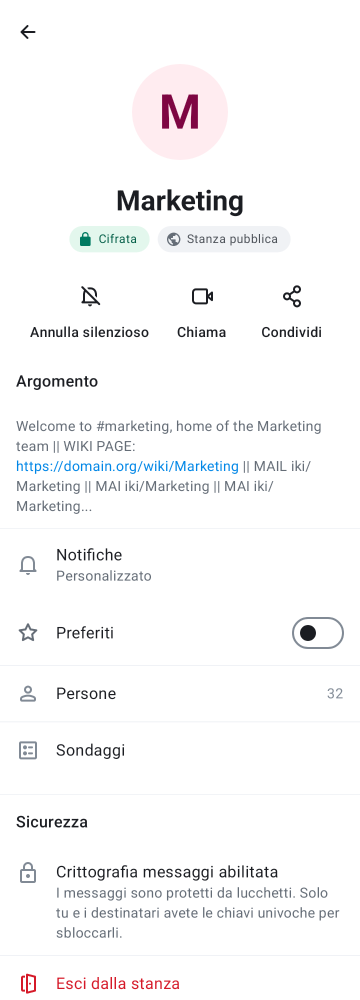 M
Marketing
Cifrata
Stanza pubblica
Annulla silenzioso
Chiama
Condividi
Argomento
Welcome to #marketing, home of the Marketing
team || WIKI PAGE:
https://domain.org/wiki/Marketing || MAIL iki/
Marketing || MAI iki/Marketing || MAI iki/
Marketing...
Notifiche
Personalizzato
Preferiti
Persone 32
Sondaggi
Sicurezza
Crittografia messaggi abilitata
I messaggi sono protetti da lucchetti. Solo
tu e i destinatari avete le chiavi univoche per
sbloccarli.
Esci dalla stanza